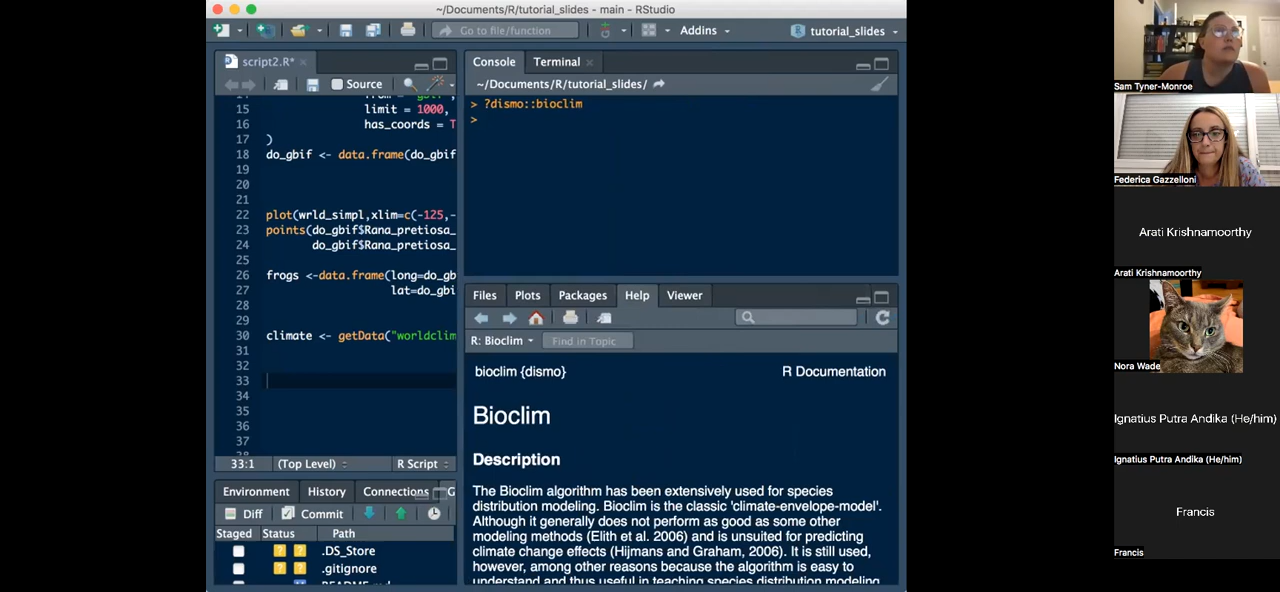 ~/Documents/R/tutorial_slides - main - RStudio
Go to file/function
Addins
tutorial_slides
script2.R*
Source
15 limit = 1000,
16 has_coords = T
17 )
18 do_gbif <- data.frame(do_gbif
19
20
21
22 plot(wrld_simpl,xlim=c(-125,-
23 points(do_gbif$Rana_pretiosa_
24 do_gbif$Rana_pretiosa_
25
26 frogs <-data.frame(long=do_gb
27 lat=do_gbi
28
29
30 climate <- getData("worldclim
31
32
33
34
35
36
37
33:1 (Top Level) R Script
Environment History Connections G
Diff Commit
Staged Status Path
.DS_Store
.gitignore
Console Terminal
~/Documents/R/tutorial_slides/
> ?dismo::bioclim
>
Files Plots Packages Help Viewer
R: Bioclim Find in Topic
bioclim {dismo} R Documentation
Bioclim
Description
The Bioclim algorithm has been extensively used for species
distribution modeling. Bioclim is the classic 'climate-envelope-model'.
Although it generally does not perform as good as some other
modeling methods (Elith et al. 2006) and is unsuited for predicting
climate change effects (Hijmans and Graham, 2006). It is still used,
however, among other reasons because the algorithm is easy to
understand and thus useful in teaching species distribution modeling
Sam Tyner-Monroe
Federica Gazzelloni
Arati Krishnamoorthy
Arati Krishnamoorthy
Nora Wade
Ignatius Putra Andika (He/him)
Ignatius Putra Andika (He/him)
Francis
Francis